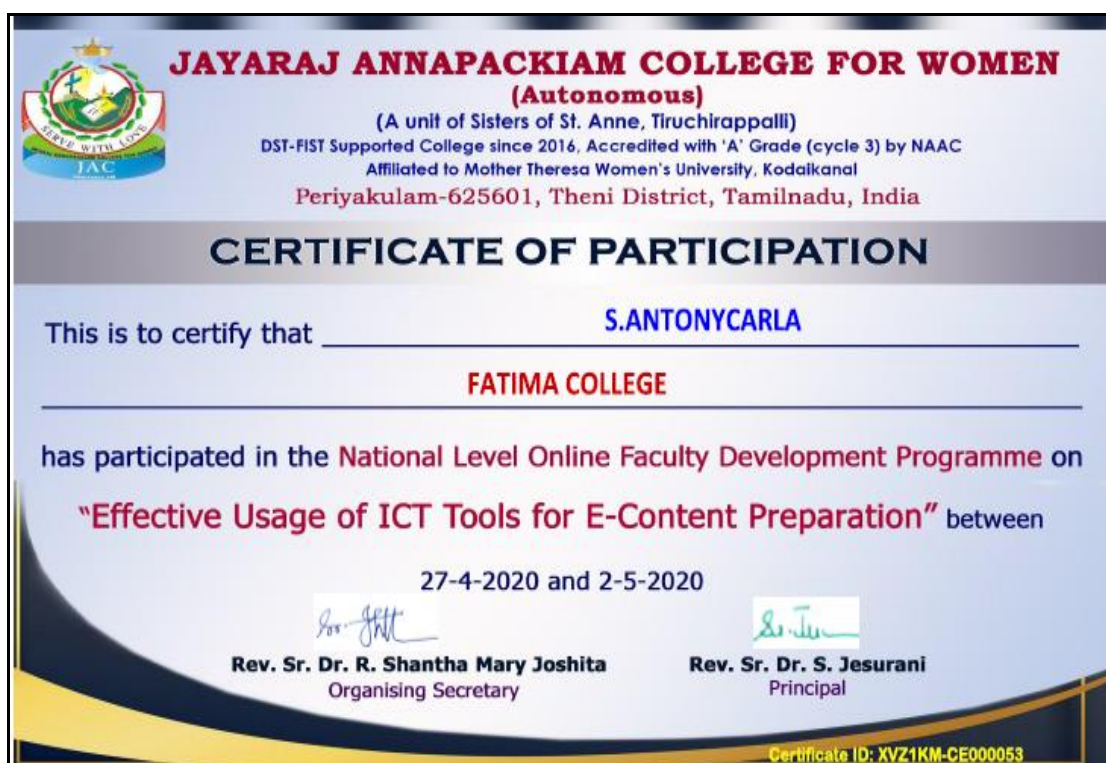 JAYARAJ ANNAPACKIAM COLLEGE FOR WOMEN
(Autonomous)
(A unit of Sisters of St. Anne, Tiruchirappalli)
DST-FIST Supported College since 2016, Accredited with 'A' Grade (cycle 3) by NAAC
Affiliated to Mother Theresa Women's University, Kodaikanal
Periyakulam-625601, Theni District, Tamilnadu, India
SERVE WITH LOVE
JAC
CERTIFICATE OF PARTICIPATION
This is to certify that S.ANTONYCARLA
FATIMA COLLEGE
has participated in the National Level Online Faculty Development Programme on
"Effective Usage of ICT Tools for E-Content Preparation" between
27-4-2020 and 2-5-2020
Rev. Sr. Dr. R. Shantha Mary Joshita Rev. Sr. Dr. S. Jesurani
Organising Secretary Principal
Certificate ID: XVZ1KM-CE000053